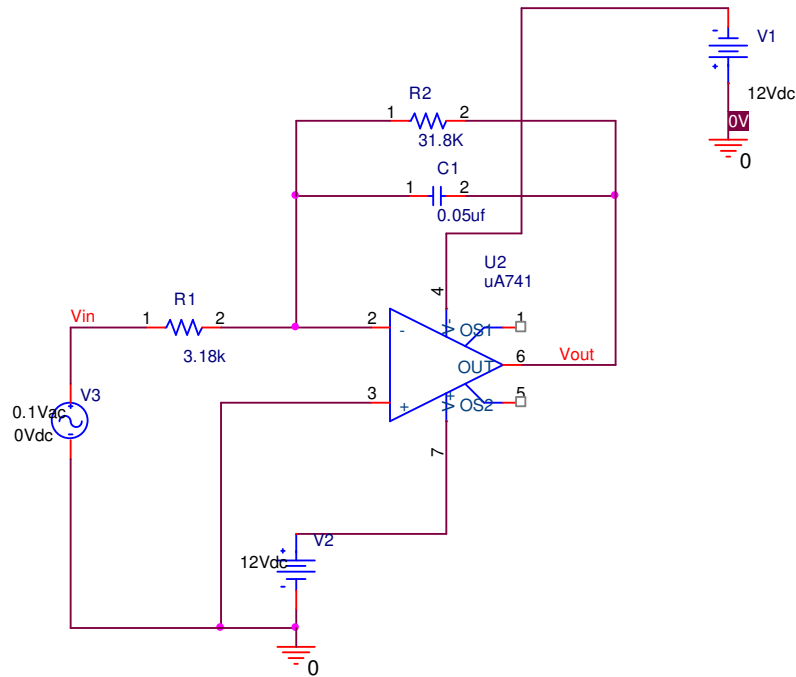 V1
-
+
12Vdc
0V
0
R2
1 2
31.8K
C1
1 2
0.05uf
U2
uA741
4
R1
Vin
1 2
3.18k
2
-
V-
OS1
1
OUT
6
Vout
3
+
V+
OS2
5
7
V3
+
-
0.1Vac
0Vdc
V2
+
-
12Vdc
0